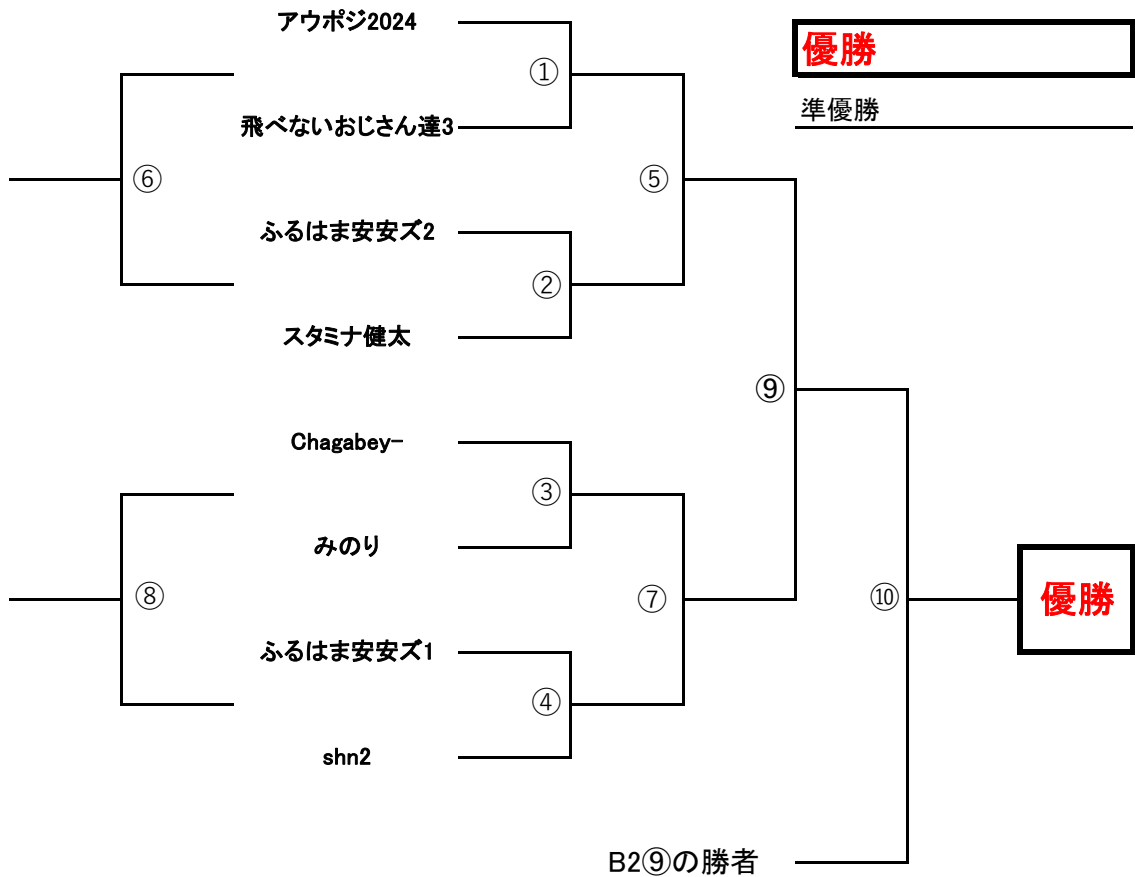 アウポジ2024
優勝
①
準優勝
飛べないおじさん達3
⑥
⑤
ふるはま安安ズ2
②
スタミナ健太
⑨
Chagabey-
③
みのり
⑧
⑦
⑩
優勝
ふるはま安安ズ1
④
shn2
B2⑨の勝者